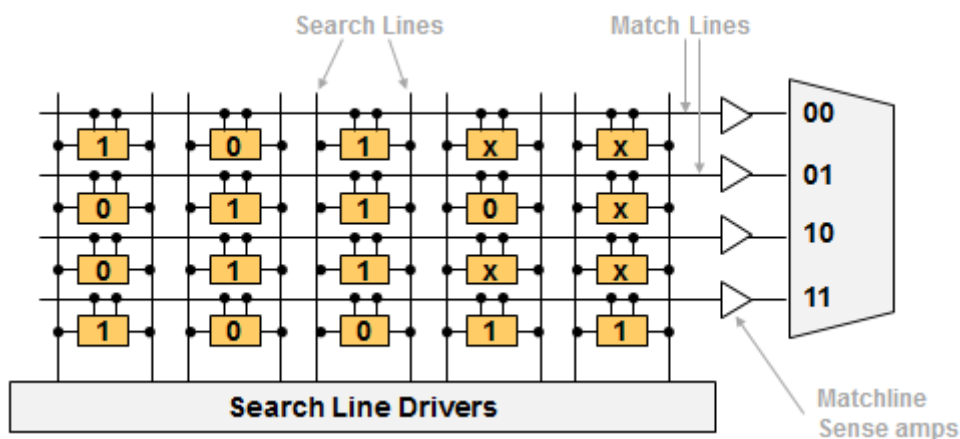 Search Lines Match Lines
00
1 0 1 x x
01
0 1 1 0 x
10
0 1 1 x x
11
1 0 0 1 1
Search Line Drivers
Matchline
Sense amps